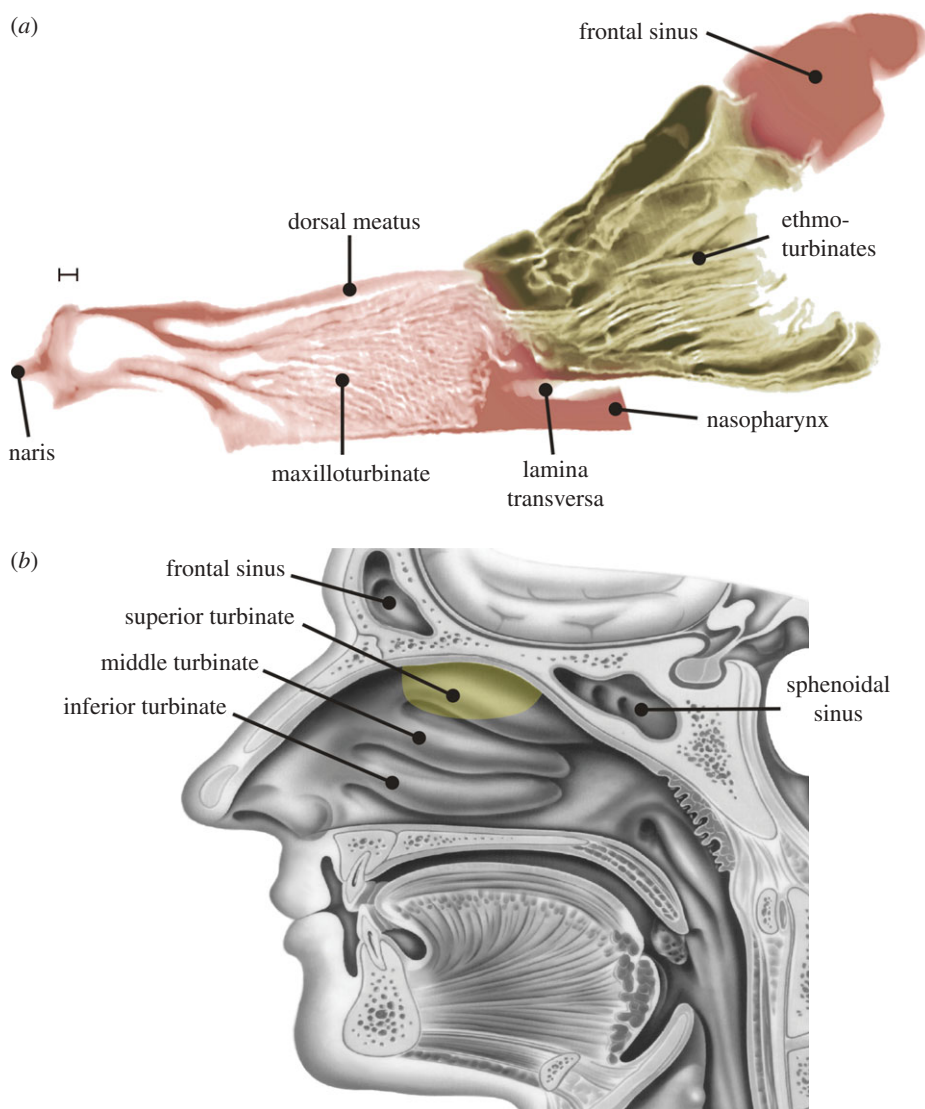 (a)
frontal sinus
dorsal meatus
ethmo-
turbinates
nasopharynx
naris
maxilloturbinate
lamina
transversa
(b)
frontal sinus
superior turbinate
middle turbinate
inferior turbinate
sphenoidal
sinus